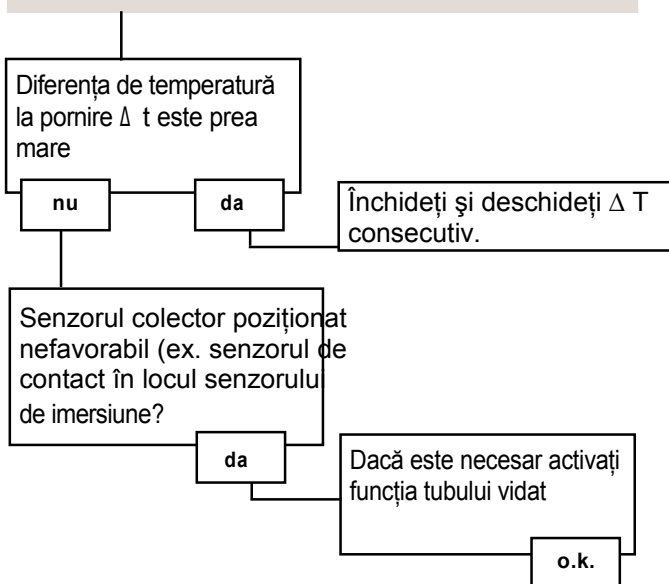 Diferența de temperatură
la pornire Δ t este prea
mare
nu
da
Închideți şi deschideți Δ T
consecutiv.
Senzorul colector poziționat
nefavorabil (ex. senzorul de
contact în locul senzorului
de imersiune?
da
Dacă este necesar activați
funcția tubului vidat
o.k.